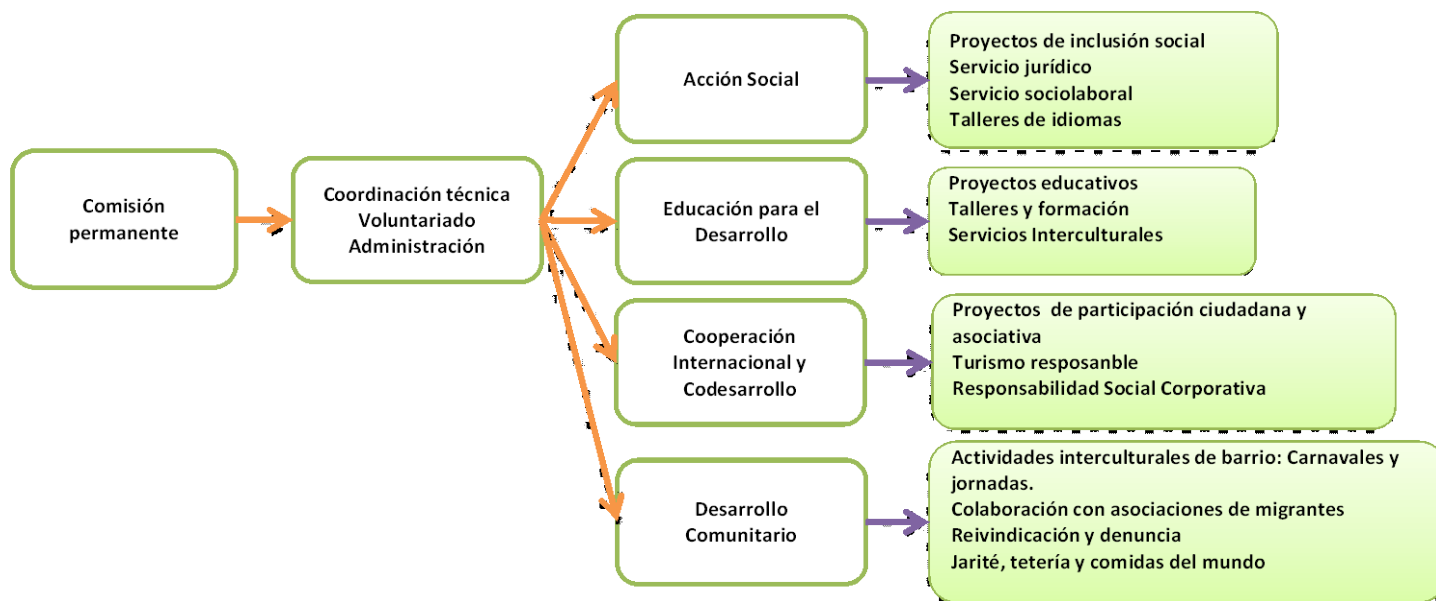 Comisión
permanente
Coordinación técnica
Voluntariado
Administración
Acción Social
Proyectos de inclusión social
Servicio jurídico
Servicio sociolaboral
Talleres de idiomas
Educación para el
Desarrollo
Proyectos educativos
Talleres y formación
Servicios Interculturales
Cooperación
Internacional y
Codesarrollo
Proyectos de participación ciudadana y
asociativa
Turismo resposanble
Responsabilidad Social Corporativa
Desarrollo
Comunitario
Actividades interculturales de barrio: Carnavales y
jornadas.
Colaboración con asociaciones de migrantes
Reivindicación y denuncia
Jarité, tetería y comidas del mundo